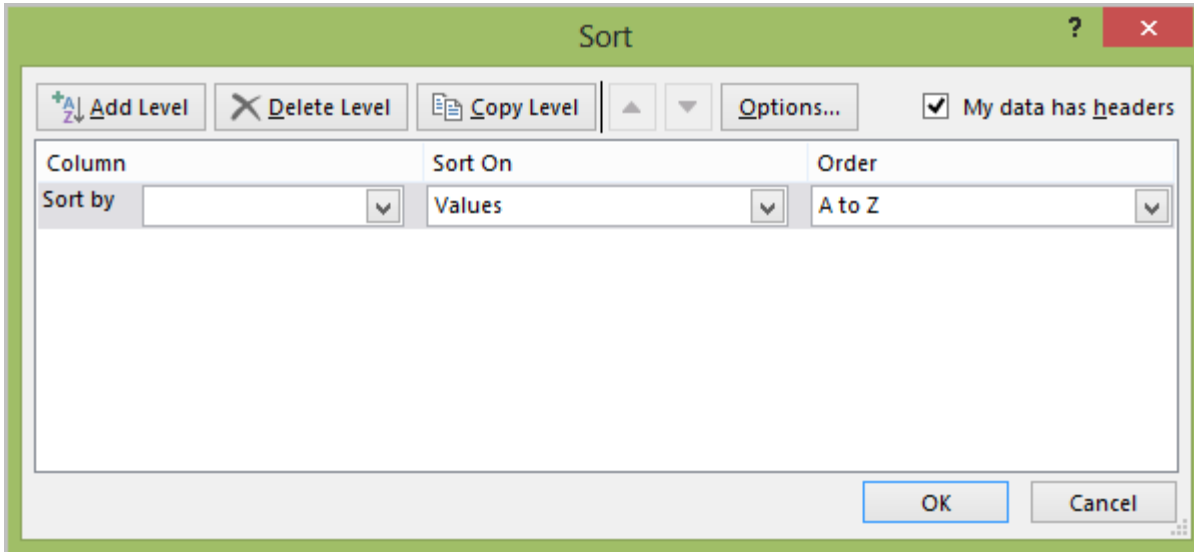 Sort
?
Add Level Delete Level Copy Level Options... My data has headers
Column Sort On Order
Sort by Values A to Z
OK Cancel